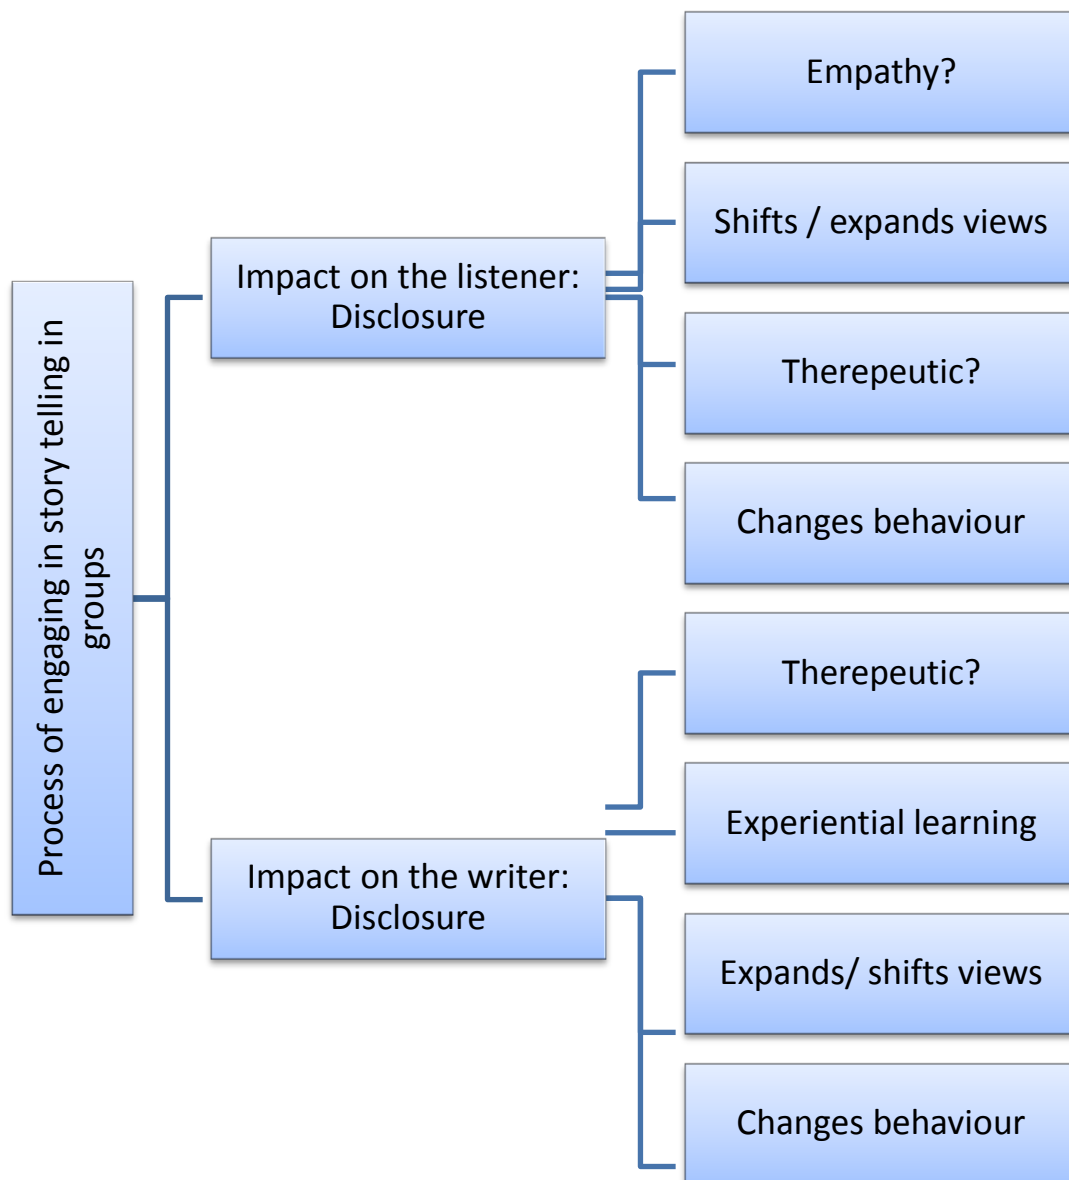 Process of engaging in story telling in
groups
Impact on the listener:
Disclosure
Empathy?
Shifts / expands views
Therepeutic?
Changes behaviour
Impact on the writer:
Disclosure
Therepeutic?
Experiential learning
Expands/ shifts views
Changes behaviour